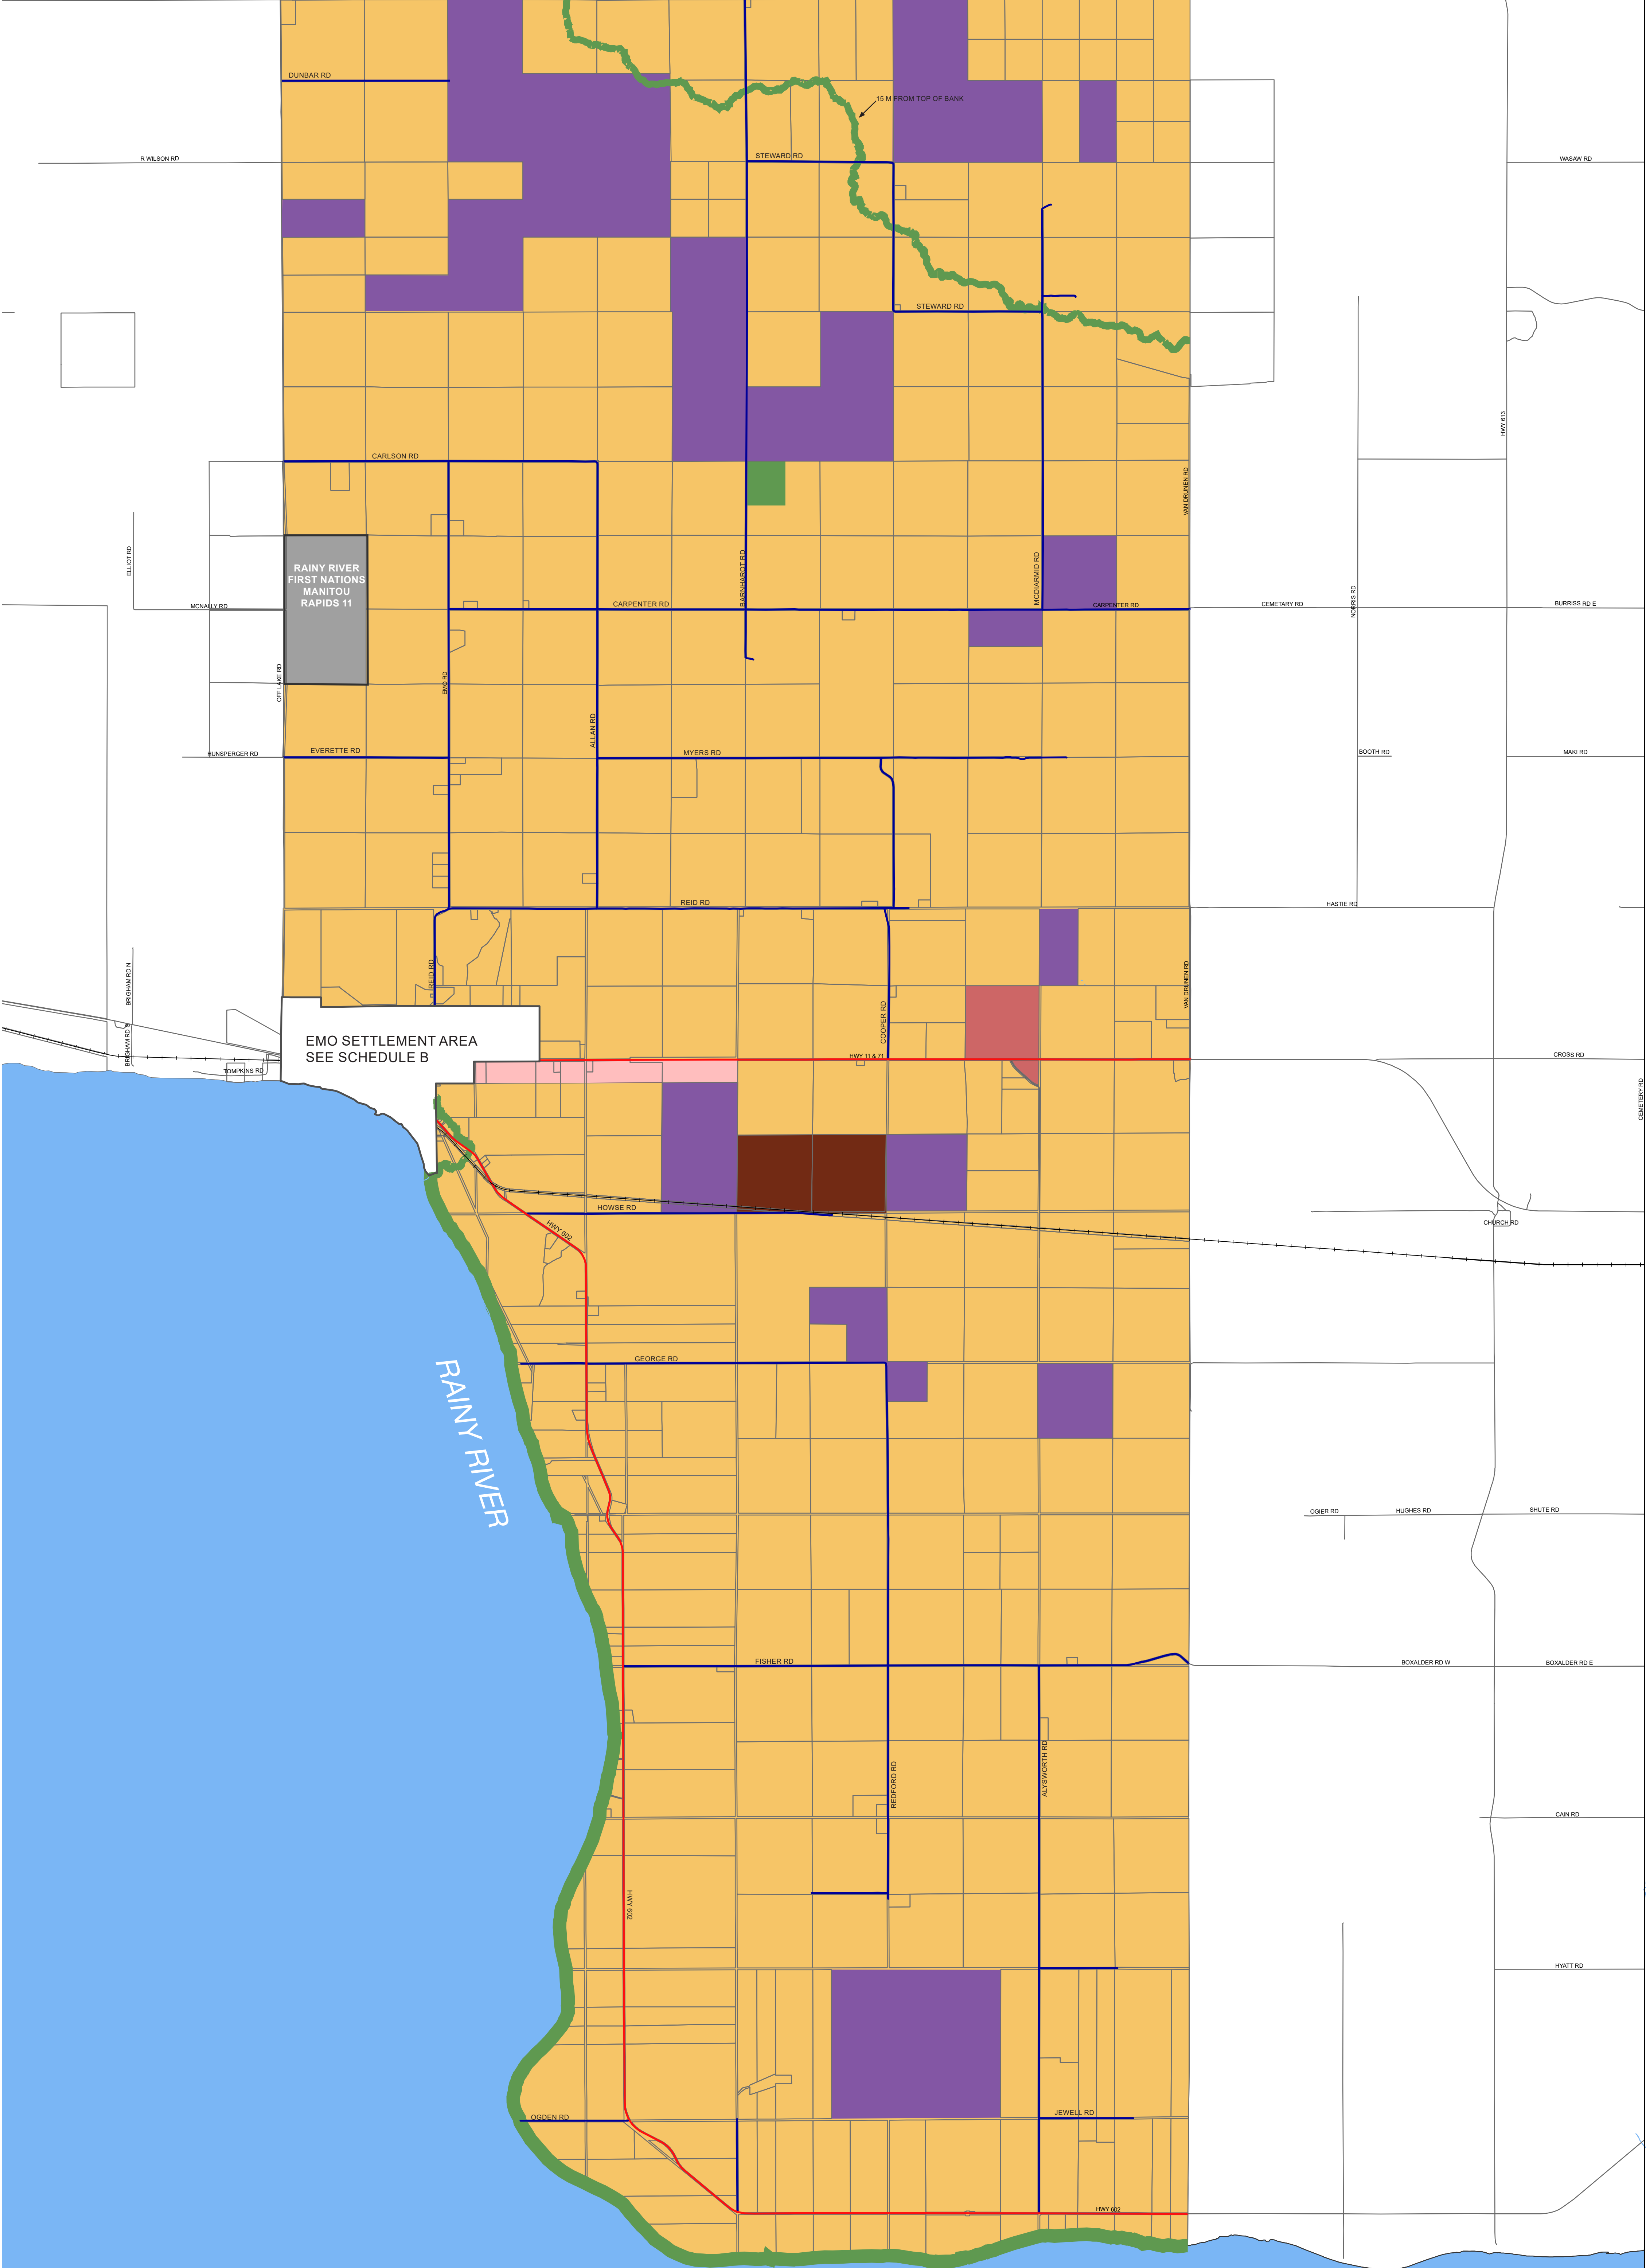 DUNBAR RD
15 M FROM TOP OF BANK
R WILSON RD
STEWARD RD
WASAW RD
STEWARD RD
HWY 613
CARLSON RD
VAN DRUNEN RD
ELLIOT RD
RAINY RIVER
FIRST NATIONS
MANITOU
RAPIDS 11
BARNHARDT RD
MCDIARMID RD
MCNALLY RD
CARPENTER RD
CARPENTER RD
CEMETARY RD
NORRIS RD
BURRISS RD E
OFF LAKE RD
EMO RD
ALLAN RD
HUNSPERGER RD
EVERETTE RD
MYERS RD
BOOTH RD
MAKI RD
REID RD
HASTIE RD
BRIGHAM RD N
REID RD
VAN DRUNEN RD
COOPER RD
BRIGHAM RD S
EMO SETTLEMENT AREA
SEE SCHEDULE B
HWY 11 & 71
CROSS RD
TOMPKINS RD
CEMETERY RD
HOWSE RD
HWY 602
CHURCH RD
GEORGE RD
RAINY RIVER
OGIER RD
HUGHES RD
SHUTE RD
FISHER RD
BOXALDER RD W
BOXALDER RD E
REDFORD RD
ALYSWORTH RD
CAIN RD
HWY 602
HYATT RD
OGDEN RD
JEWELL RD
HWY 602